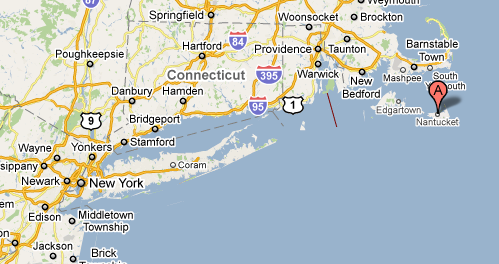 Weymouth
Springfield
Brockton
Woonsocket
84
Hartford
Providence
Taunton
Barnstable
Town
Poughkeepsie
Connecticut
395
Warwick
Mashpee
South
New
Bedford
Danbury
Hamden
95
1
Edgartown
A
Nantucket
9
Bridgeport
Stamford
Wayne
Yonkers
Coram
Newark
New York
Edison
Middletown
Township
Jackson
Brick